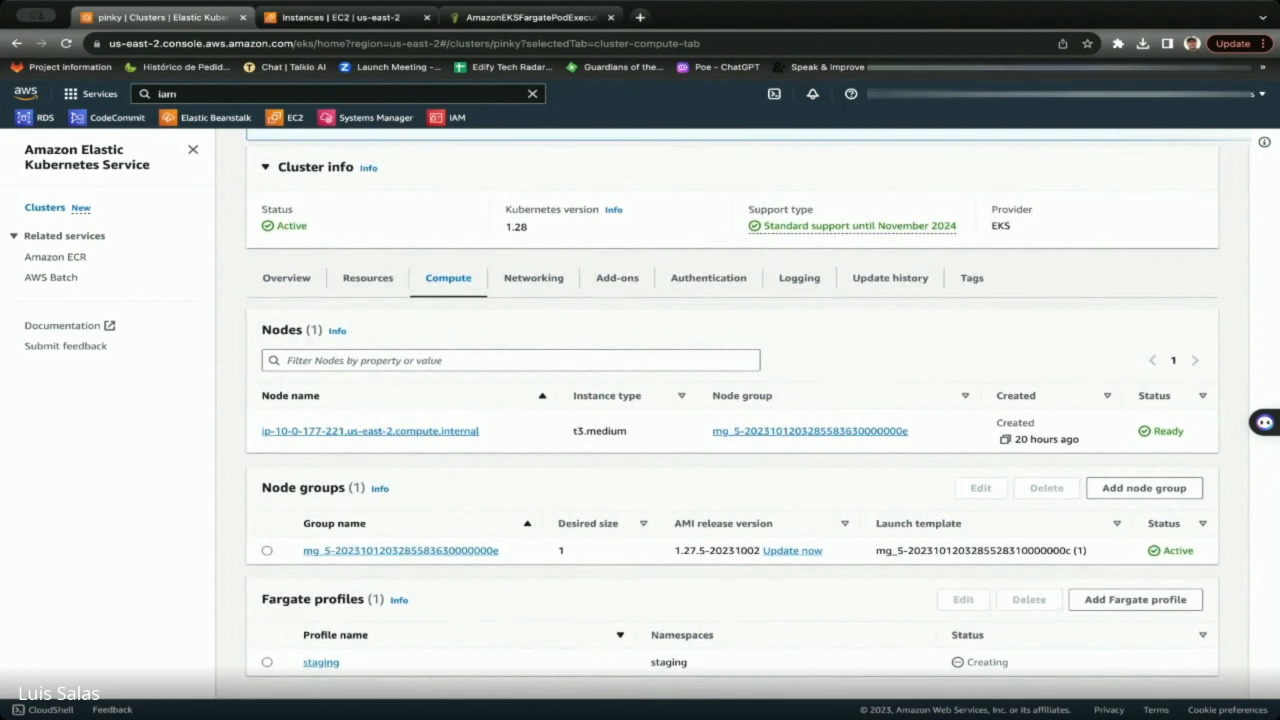 pinky | Clusters | Elastic Kube
Instances | EC2 | us-east-2
AmazonEKSFargatePodExecu
us-east-2.console.aws.amazon.com/eks/home?region=us-east-2#/clusters/pinky?selectedTab=cluster-compute-tab
Update
Project information
Histórico de Pedid...
Chat | Talkio AI
Launch Meeting -...
Edify Tech Radar...
Guardians of the...
Poe - ChatGPT
Speak & Improve
»
aws
Services
iam
RDS
CodeCommit
Elastic Beanstalk
EC2
Systems Manager
IAM
Amazon Elastic
Kubernetes Service
Clusters New
Related services
Amazon ECR
AWS Batch
Documentation
Submit feedback
Cluster info Info
Status
Active
Kubernetes version Info
1.28
Support type
Standard support until November 2024
Provider
EKS
Overview
Resources
Compute
Networking
Add-ons
Authentication
Logging
Update history
Tags
Nodes (1) Info
Filter Nodes by property or value
1
Node name
Instance type
Node group
Created
Status
ip-10-0-177-221.us-east-2.compute.internal
t3.medium
mg_5-2023101203285583630000000e
Created
20 hours ago
Ready
Node groups (1) Info
Edit
Delete
Add node group
Group name
Desired size
AMI release version
Launch template
Status
mg_5-2023101203285583630000000e
1
1.27.5-20231002 Update now
mg_5-2023101203285528310000000c (1)
Active
Fargate profiles (1) Info
Edit
Delete
Add Fargate profile
Profile name
Namespaces
Status
staging
staging
Creating
Luis Salas
CloudShell
Feedback
© 2023, Amazon Web Services, Inc. or its affiliates.
Privacy
Terms
Cookie preferences